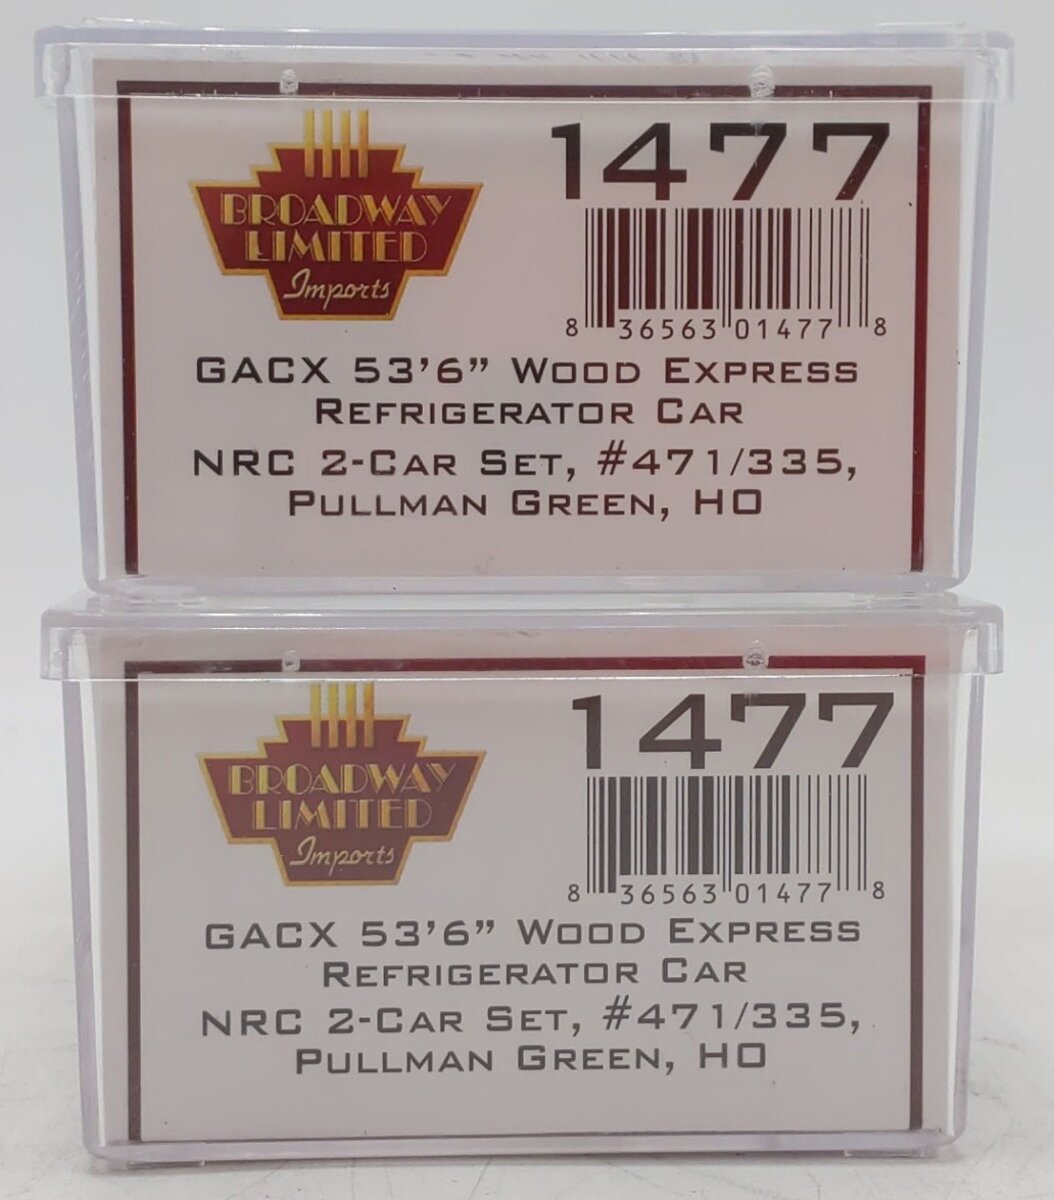 BROADWAY
LIMITED
Imports
1477
8 36563 01477 8
GACX 53'6" WOOD EXPRESS
REFRIGERATOR CAR
NRC 2-CAR SET, #471/335,
PULLMAN GREEN, HO
BROADWAY
LIMITED
Imports
1477
8 36563 01477 8
GACX 53'6" WOOD EXPRESS
REFRIGERATOR CAR
NRC 2-CAR SET, #471/335,
PULLMAN GREEN, HO